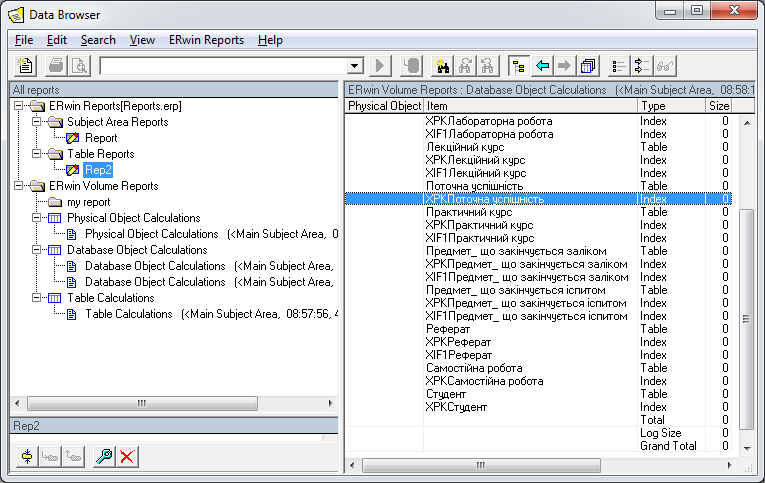 Data Browser
File Edit Search View ERwin Reports Help
All reports
ERwin Reports[Reports.erp]
Subject Area Reports
Report
Table Reports
Rep2
ERwin Volume Reports
my report
Physical Object Calculations
Physical Object Calculations (<Main Subject Area, 0
Database Object Calculations
Database Object Calculations (<Main Subject Area,
Database Object Calculations (<Main Subject Area,
Table Calculations
Table Calculations (<Main Subject Area, 08:57:56, 4
Rep2
ERwin Volume Reports : Database Object Calculations (<Main Subject Area, 08:58:1
Physical Object Item Type Size
XPKЛабораторна робота Index 0
XIF1Лабораторна робота Index 0
Лекційний курс Table 0
XPKЛекційний курс Index 0
XIF1Лекційний курс Index 0
Поточна успішність Table 0
XPKПоточна успішність Index 0
Практичний курс Table 0
XPKПрактичний курс Index 0
XIF1Практичний курс Index 0
Предмет_ що закінчується заліком Table 0
XPKПредмет_ що закінчується заліком Index 0
XIF1Предмет_ що закінчується заліком Index 0
Предмет_ що закінчується іспитом Table 0
XPKПредмет_ що закінчується іспитом Index 0
XIF1Предмет_ що закінчується іспитом Index 0
Реферат Table 0
XPKРеферат Index 0
XIF1Реферат Index 0
Самостійна робота Table 0
XPKСамостійна робота Index 0
Студент Table 0
XPKСтудент Index 0
Total 0
Log Size 0
Grand Total 0